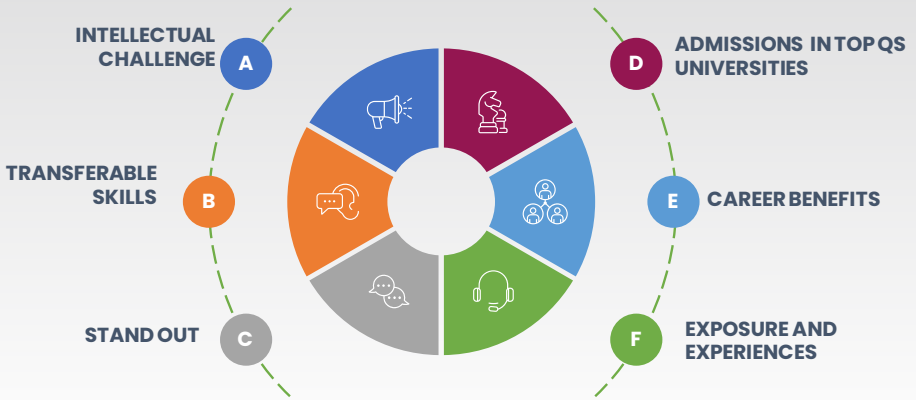 INTELLECTUAL
CHALLENGE
A
TRANSFERABLE
SKILLS
B
STAND OUT
C
D
ADMISSIONS IN TOP QS
UNIVERSITIES
E
CAREER BENEFITS
F
EXPOSURE AND
EXPERIENCES